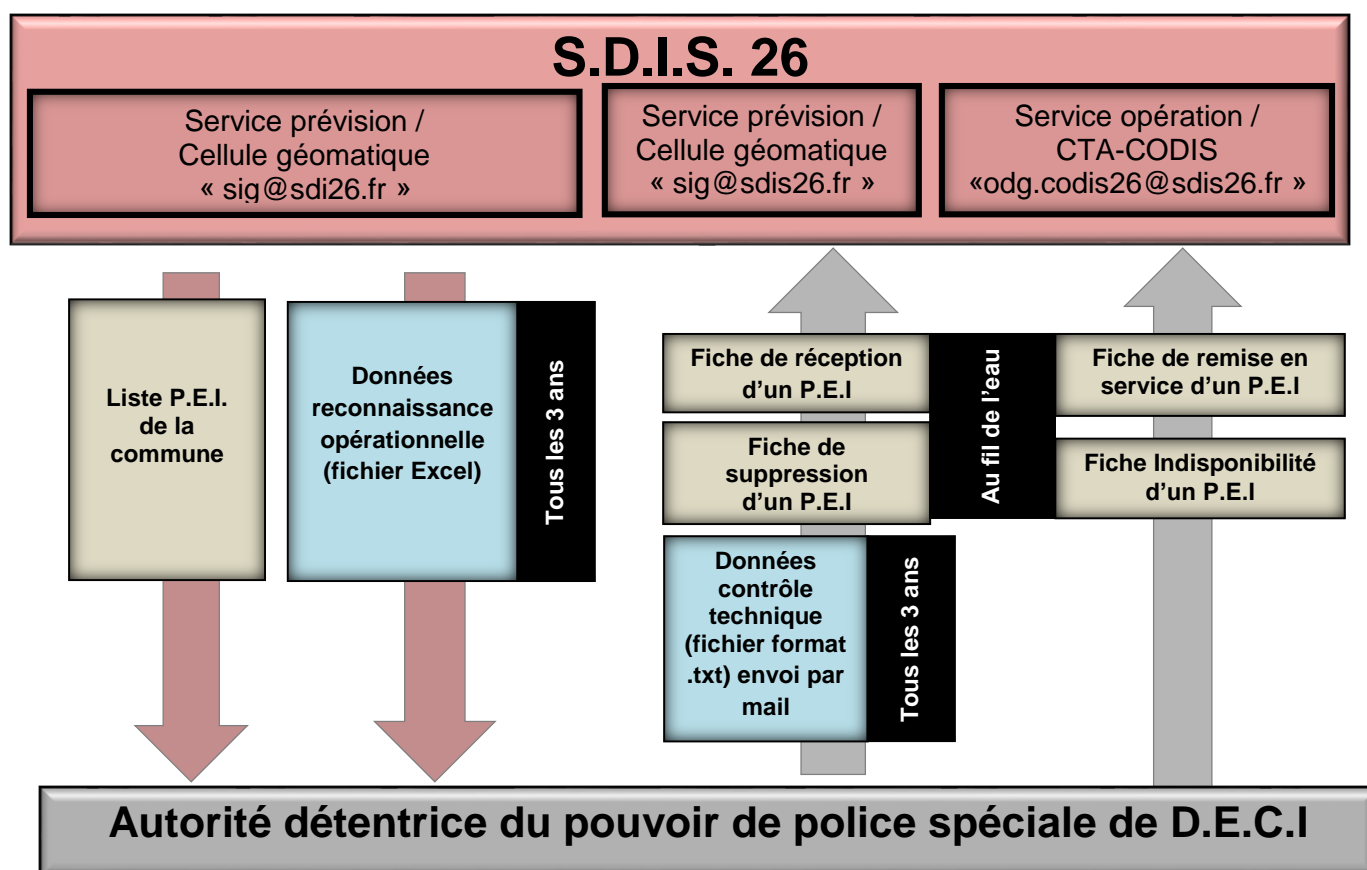 S.D.I.S. 26
Service prévision /
Cellule géomatique
« sig@sdi26.fr »
Service prévision /
Cellule géomatique
« sig@sdis26.fr »
Service opération /
CTA-CODIS
«odg.codis26@sdis26.fr »
Liste P.E.I.
de la
commune
Données
reconnaissance
opérationnelle
(fichier Excel)
Tous les 3 ans
Fiche de réception
d'un P.E.I
Fiche de
suppression
d'un P.E.I
Données
contrôle
technique
(fichier format
.txt) envoi par
mail
Tous les 3 ans
Au fil de l'eau
Fiche de remise en
service d'un P.E.I
Fiche Indisponibilité
d'un P.E.I
Autorité détentrice du pouvoir de police spéciale de D.E.C.I